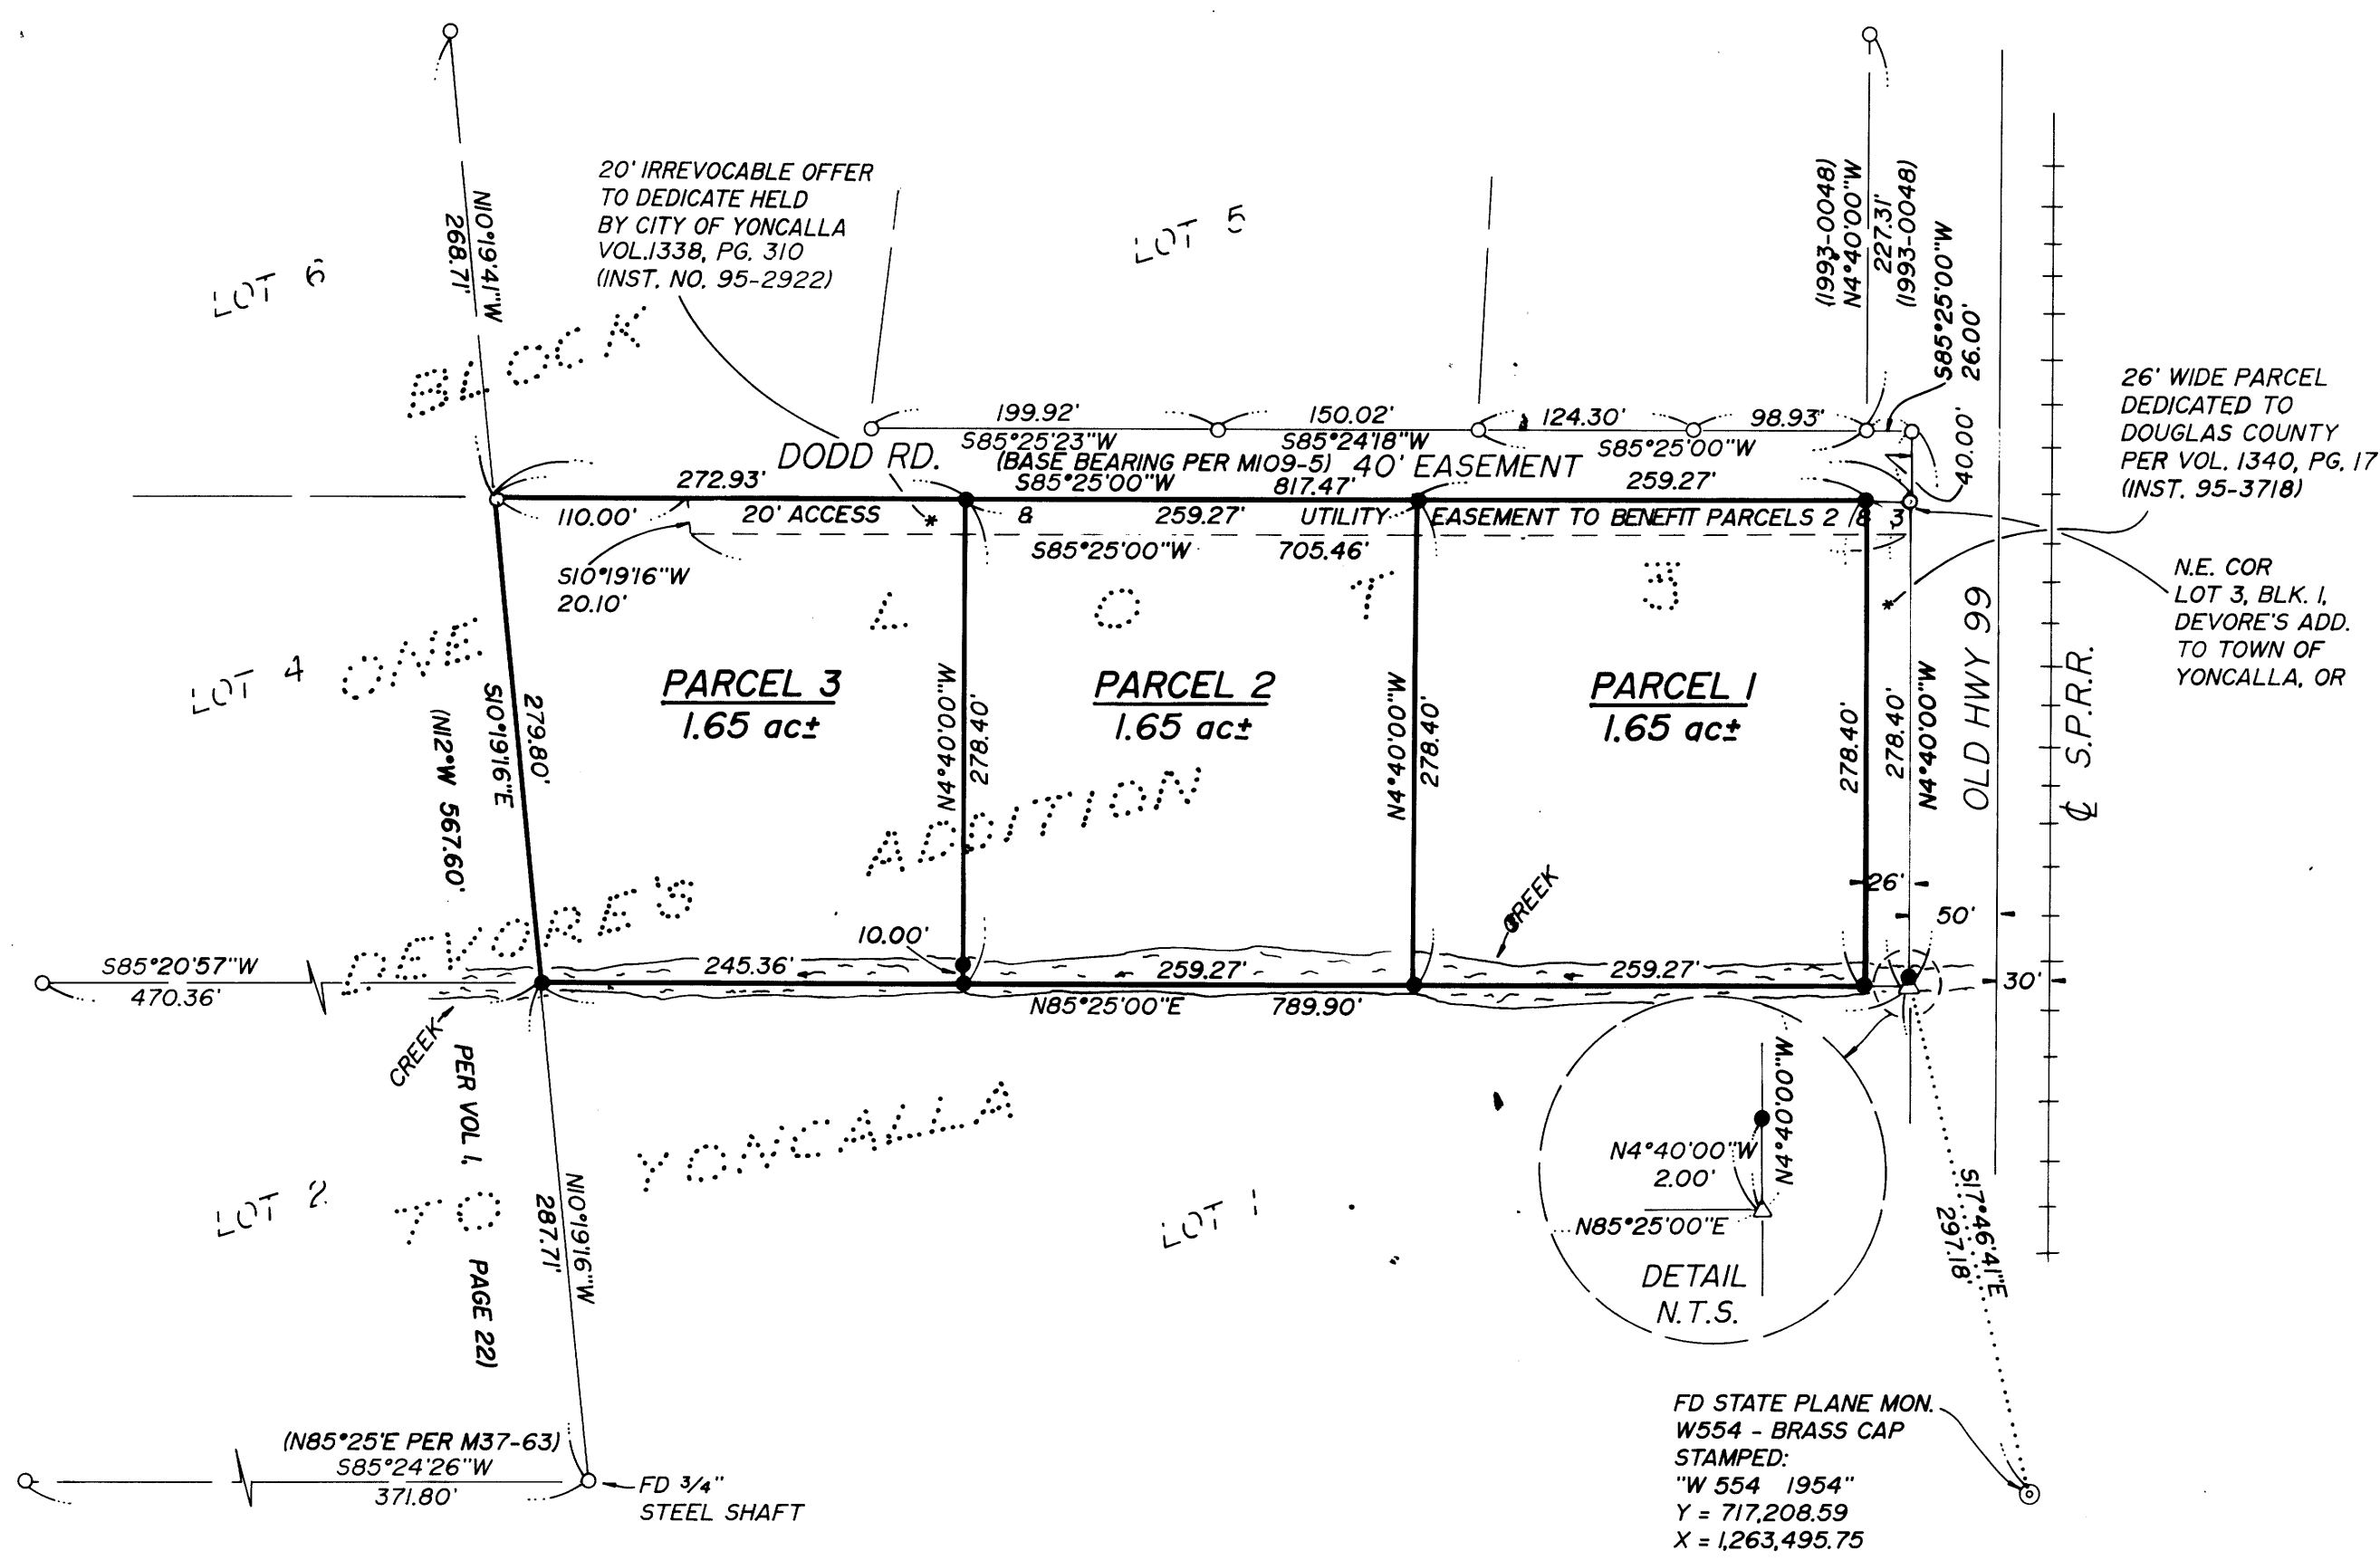 20' IRREVOCABLE OFFER
TO DEDICATE HELD
BY CITY OF YONCALLA
VOL.1338, PG. 310
(INST. NO. 95-2922)
N10°19'41"W
268.71'
LOT 6
LOT 5
BLOCK
(1993-0048)
N4°40'00"W
227.31'
(1993-0048)
S85°25'00"W
26.00'
40.00'
26' WIDE PARCEL
DEDICATED TO
DOUGLAS COUNTY
PER VOL. 1340, PG. 17
(INST. 95-3718)
199.92'
150.02'
124.30'
98.93'
S85°25'23"W
S85°24'18"W
S85°25'00"W
DODD RD.
(BASE BEARING PER M109-5)
40' EASEMENT
272.93'
S85°25'00"W
817.47'
259.27'
110.00'
20' ACCESS * & 259.27' UTILITY EASEMENT TO BENEFIT PARCELS 2 & 3
S85°25'00"W
705.46'
S10°19'16"W
20.10'
N.E. COR
LOT 3, BLK. 1,
DEVORE'S ADD.
TO TOWN OF
YONCALLA, OR
*
LOT 3
LOT 4
ONE
PARCEL 3
1.65 ac±
PARCEL 2
1.65 ac±
PARCEL 1
1.65 ac±
(N12°W 567.60'
S10°19'16"E
279.80'
N4°40'00"W
278.40'
N4°40'00"W
278.40'
278.40'
278.40'
N4°40'00"W
OLD HWY 99
℄ S.P.R.R.
ADDITION
DEVORE'S
CREEK
26'
50'
30'
10.00'
S85°20'57"W
470.36'
245.36'
259.27'
259.27'
N85°25'00"E
789.90'
CREEK
PER VOL 1,
PAGE 22)
YONCALLA
TO
LOT 2
LOT 1
N10°19'16"W
287.71'
N4°40'00"W
N4°40'00"W
2.00'
N85°25'00"E
DETAIL
N.T.S.
S17°46'41"E
297.18'
(N85°25'E PER M37-63)
S85°24'26"W
371.80'
FD 3/4"
STEEL SHAFT
FD STATE PLANE MON.
W554 - BRASS CAP
STAMPED:
"W 554 1954"
Y = 717,208.59
X = 1,263,495.75